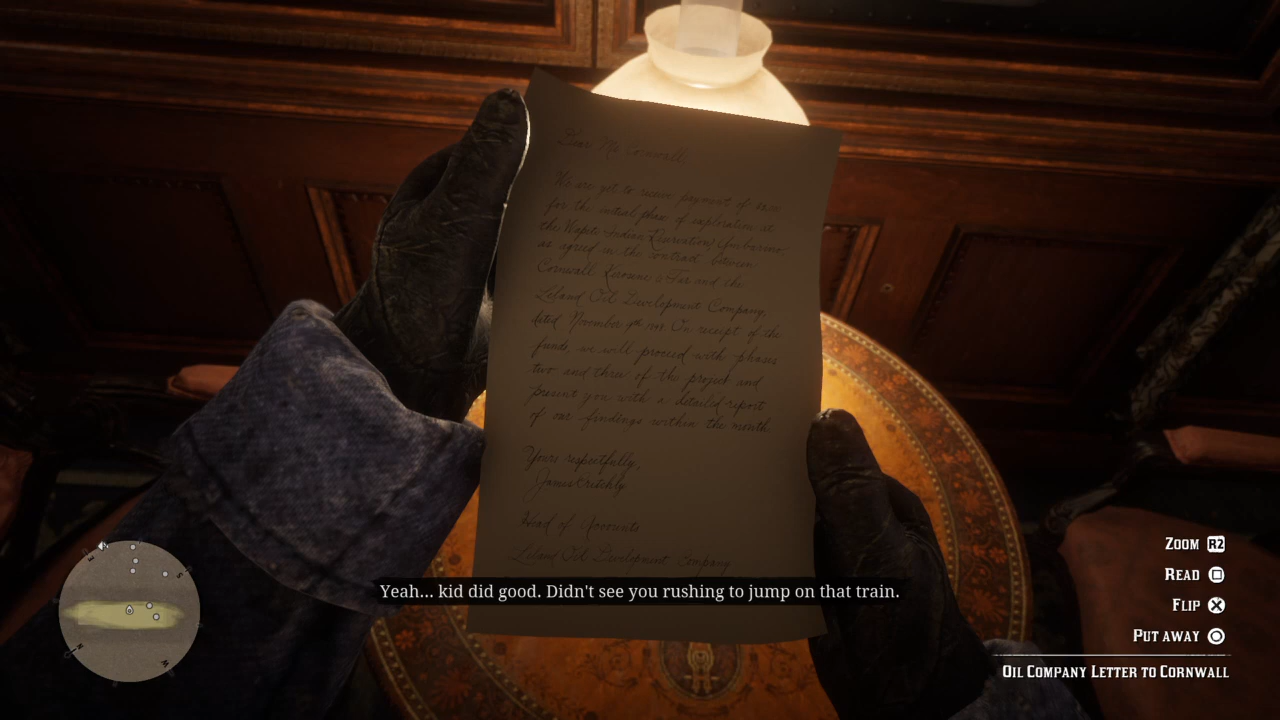 Dear Mr Cornwall,
We are yet to receive payment of
for the initial phase of exploration at
the Wapiti Indian
as agreed in the contract between
Cornwall Kerosene & Tar and the
Leland Oil Development Company,
dated November 9th On receipt of the
funds, we will proceed with phases
two and three of the project and
present you with a detailed report
of our findings within the month
Yours respectfully,
James Critchly
Head of Accounts
Leland Oil Development Company
Yeah... kid did good. Didn't see you rushing to jump on that train.
ZOOM R2
READ
FLIP
PUT AWAY
OIL COMPANY LETTER TO CORNWALL